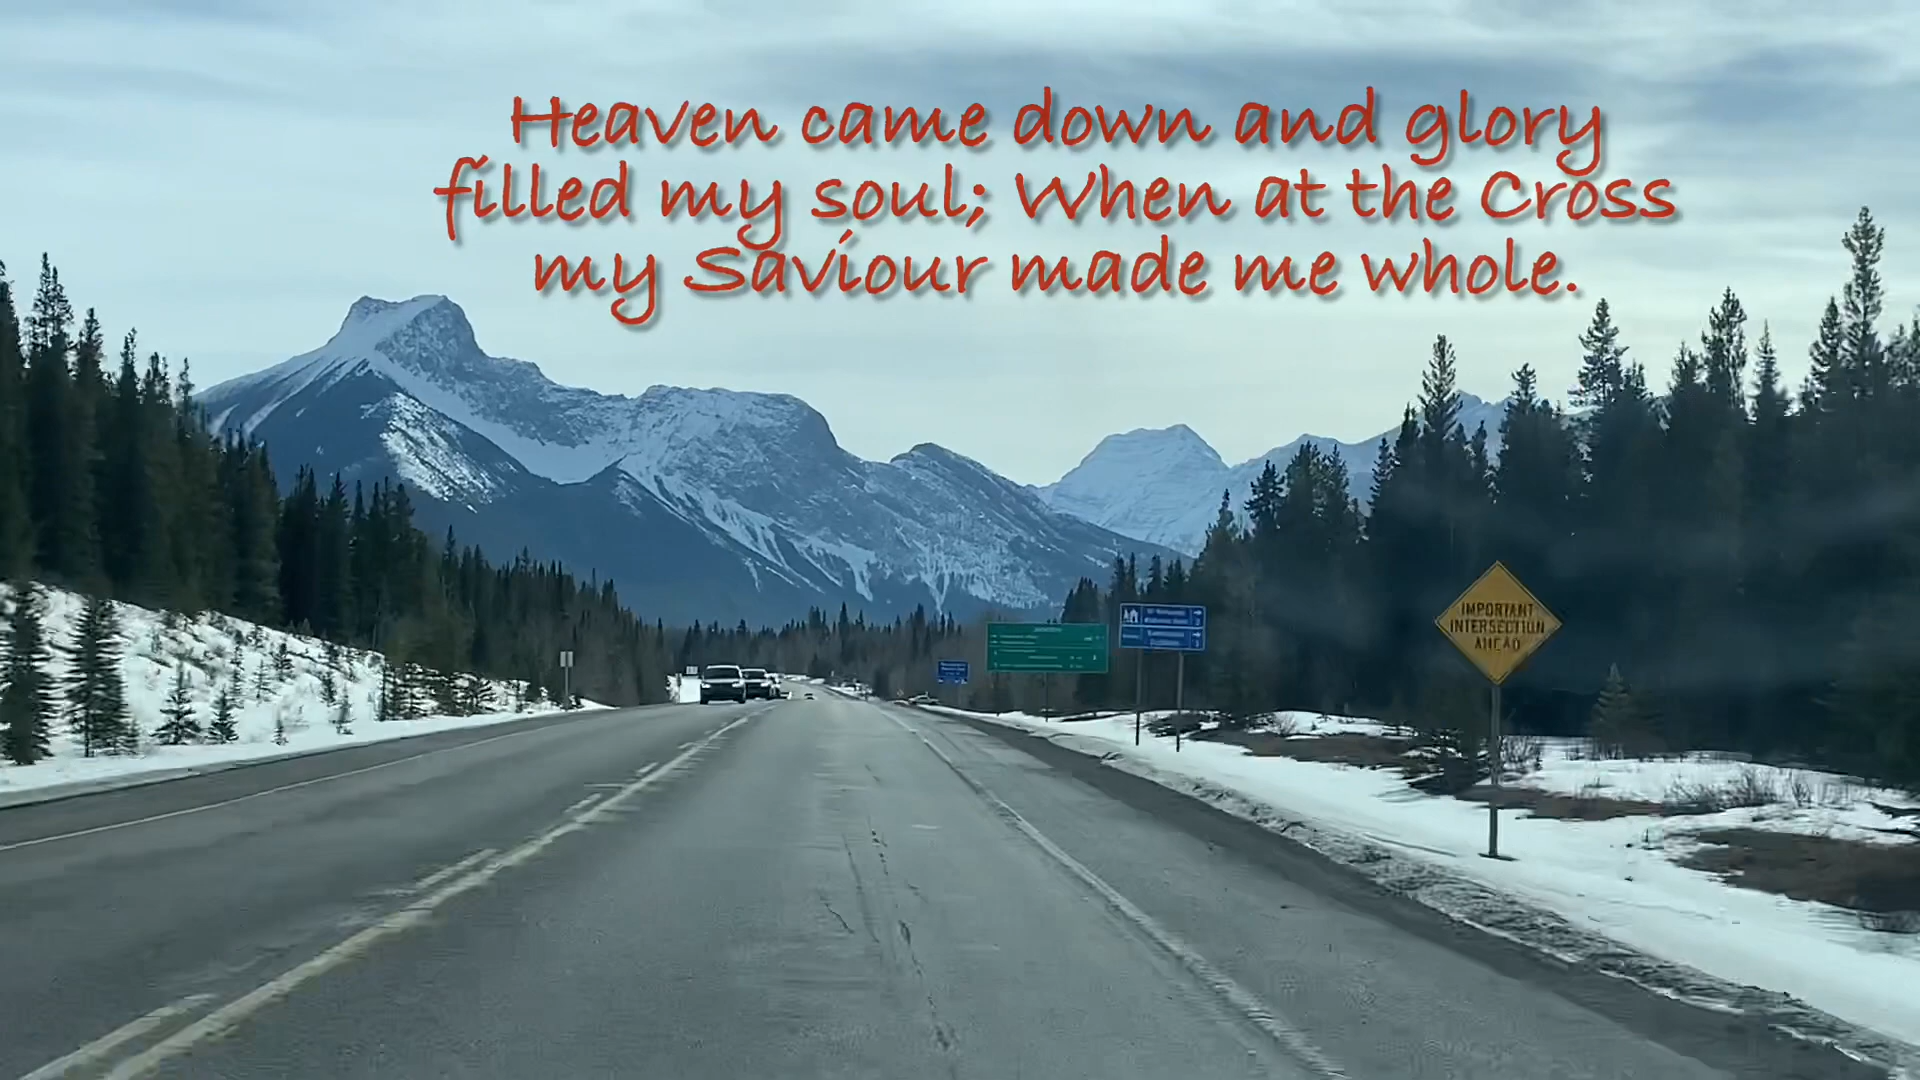 Heaven came down and glory
filled my soul; When at the Cross
my Saviour made me whole.
IMPORTANT
INTERSECTION
AHEAD